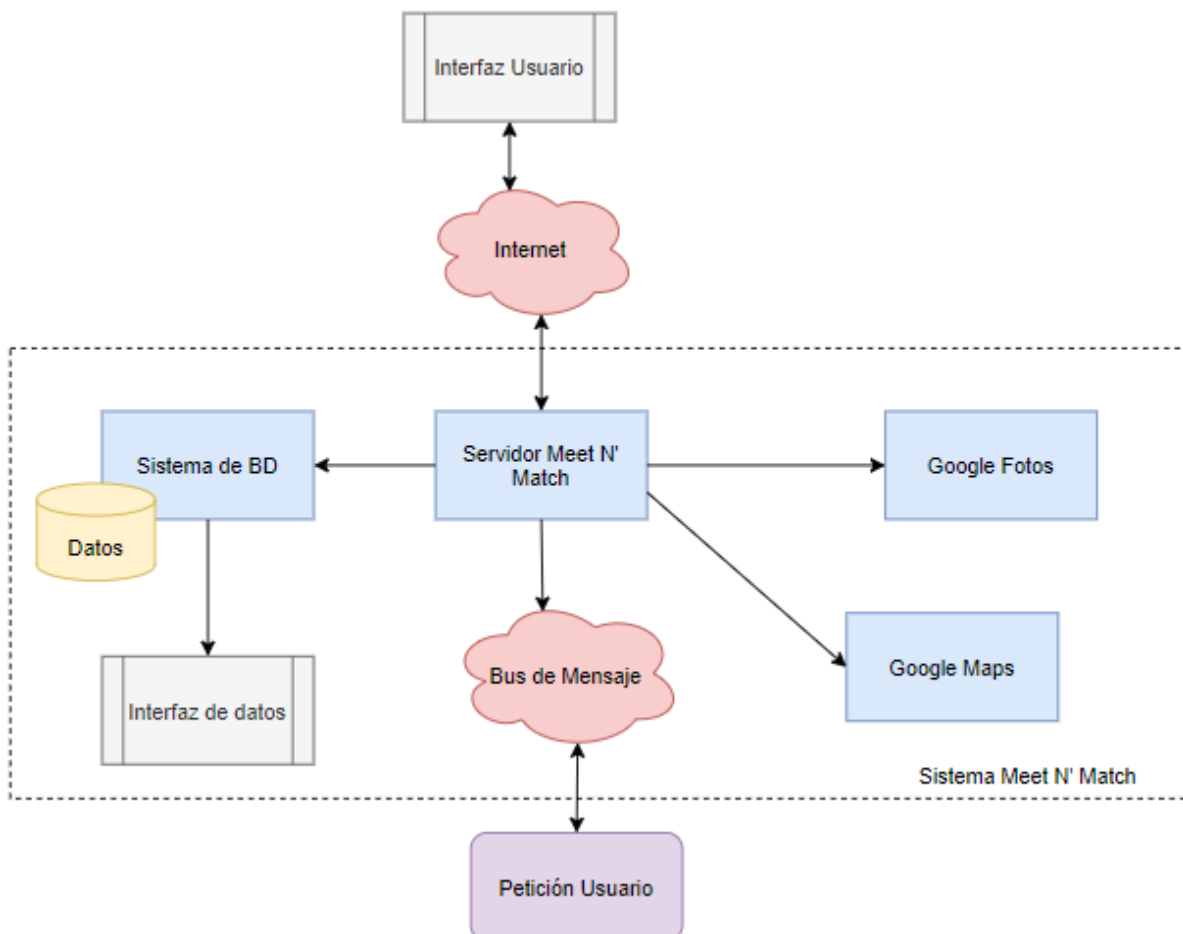 Interfaz Usuario
Internet
Sistema de BD
Servidor Meet N'
Match
Google Fotos
Datos
Bus de Mensaje
Google Maps
Interfaz de datos
Sistema Meet N' Match
Petición Usuario